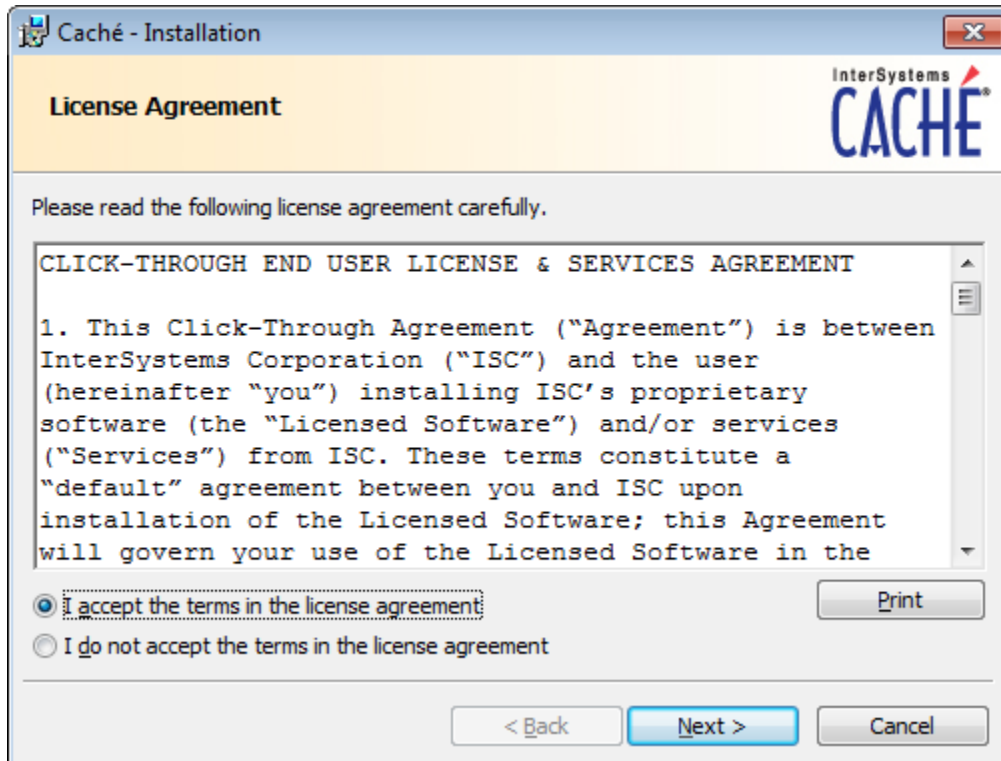 Caché - Installation
License Agreement
InterSystems
CACHÉ®
Please read the following license agreement carefully.
CLICK-THROUGH END USER LICENSE & SERVICES AGREEMENT
1. This Click-Through Agreement (“Agreement”) is between
InterSystems Corporation (“ISC”) and the user
(hereinafter “you”) installing ISC’s proprietary
software (the “Licensed Software”) and/or services
(“Services”) from ISC. These terms constitute a
“default” agreement between you and ISC upon
installation of the Licensed Software; this Agreement
will govern your use of the Licensed Software in the
I accept the terms in the license agreement
Print
I do not accept the terms in the license agreement
< Back
Next >
Cancel